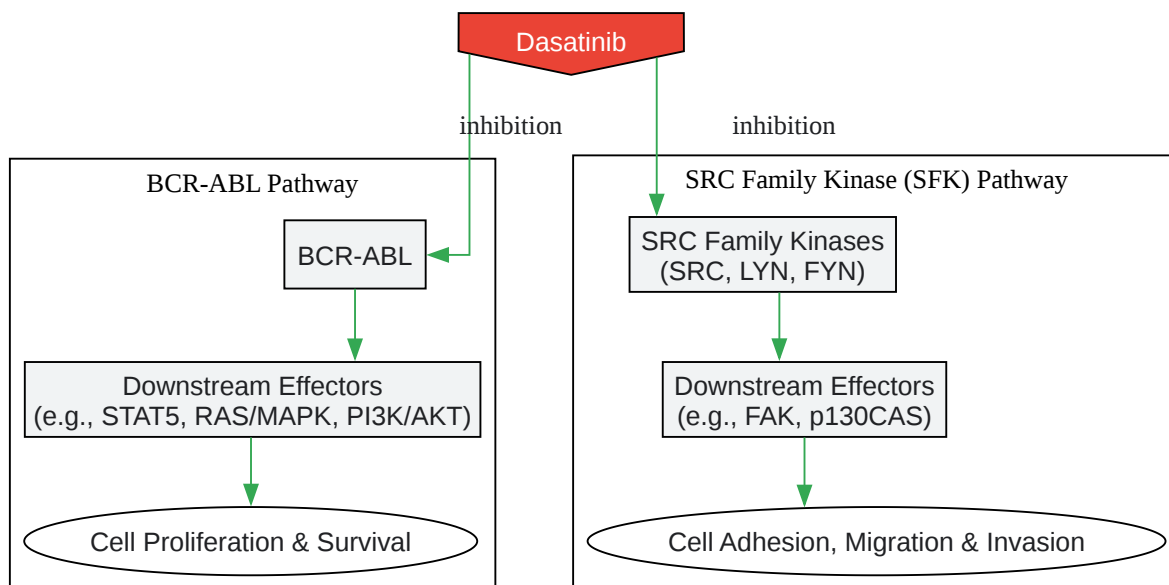 Dasatinib
inhibition
inhibition
BCR-ABL Pathway
BCR-ABL
Downstream Effectors
(e.g., STAT5, RAS/MAPK, PI3K/AKT)
Cell Proliferation & Survival
SRC Family Kinase (SFK) Pathway
SRC Family Kinases
(SRC, LYN, FYN)
Downstream Effectors
(e.g., FAK, p130CAS)
Cell Adhesion, Migration & Invasion